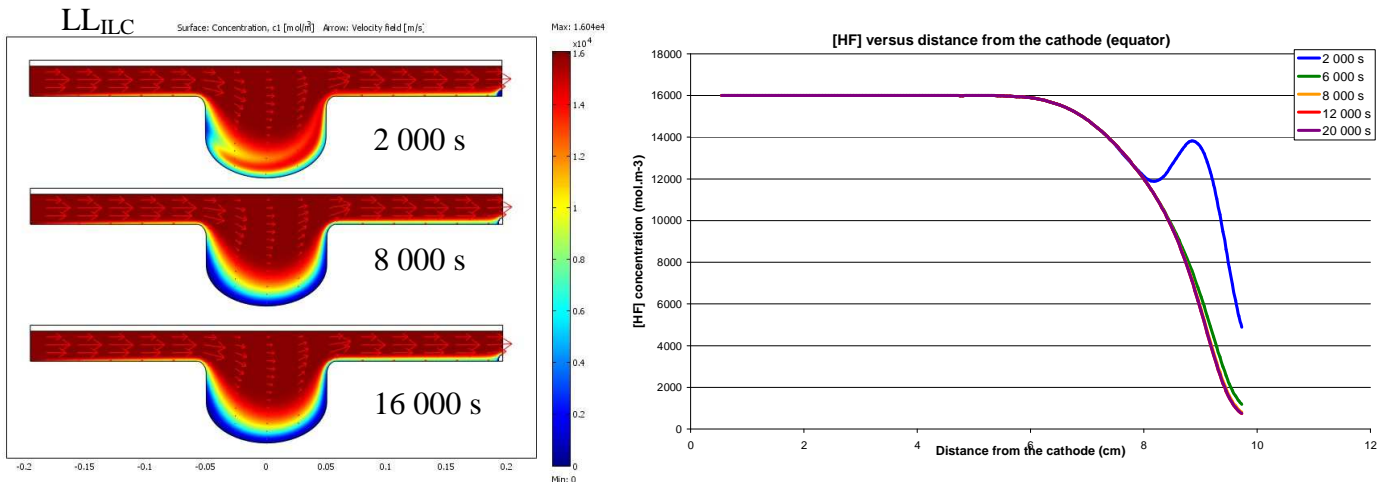 LL_ILC
Surface: Concentration, c1 [mol/m³] Arrow: Velocity field [m/s]
Max: 1.604e4
x10⁴
1.6
1.4
1.2
1
0.8
0.6
0.4
0.2
0
Min: 0
2 000 s
8 000 s
16 000 s
-0.2 -0.15 -0.1 -0.05 0 0.05 0.1 0.15 0.2
[HF] versus distance from the cathode (equator)
[HF] concentration (mol.m-3)
18000
16000
14000
12000
10000
8000
6000
4000
2000
0
0 2 4 6 8 10 12
Distance from the cathode (cm)
2 000 s
6 000 s
8 000 s
12 000 s
20 000 s